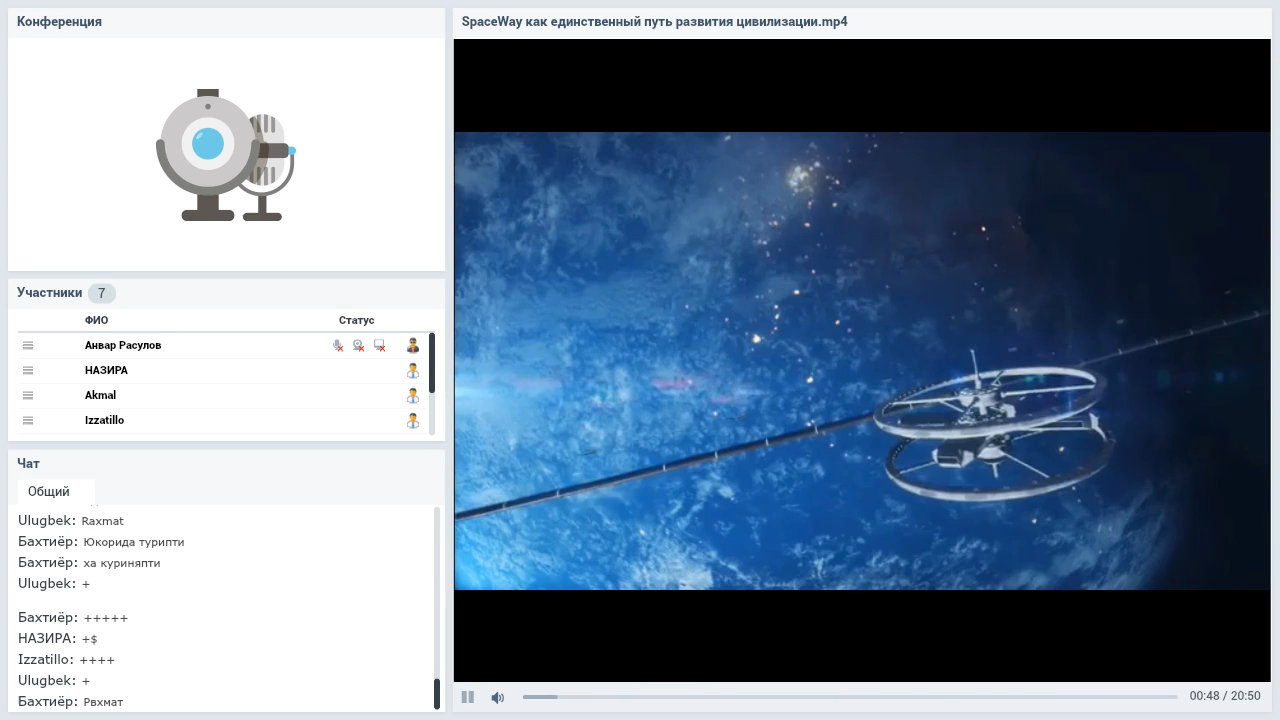 Конференция
SpaceWay как единственный путь развития цивилизации.mp4
Участники 7
ФИО Статус
Анвар Расулов
НАЗИРА
Akmal
Izzatillo
Чат
Общий
Ulugbek: Raxmat
Бахтиёр: Юкорида турипти
Бахтиёр: ха куриняпти
Ulugbek: +
Бахтиёр: +++++
НАЗИРА: +$
Izzatillo: ++++
Ulugbek: +
Бахтиёр: Рвхмат
00:48 / 20:50